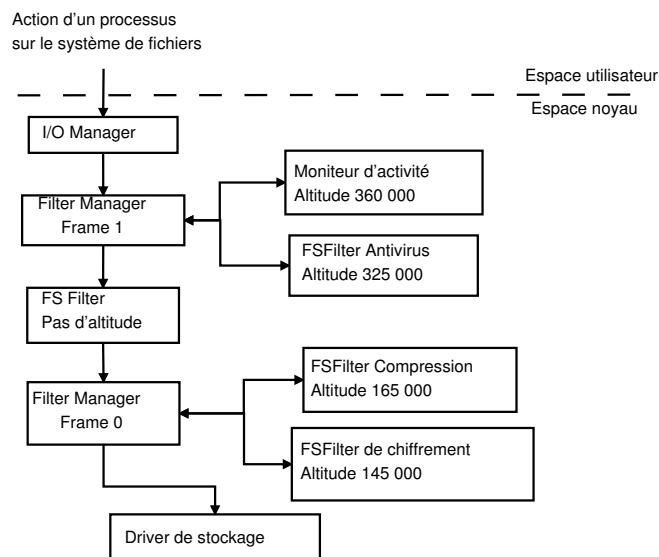 Action d'un processus
sur le système de fichiers
Espace utilisateur
Espace noyau
I/O Manager
Filter Manager
Frame 1
Moniteur d'activité
Altitude 360 000
FSFilter Antivirus
Altitude 325 000
FS Filter
Pas d'altitude
Filter Manager
Frame 0
FSFilter Compression
Altitude 165 000
FSFilter de chiffrement
Altitude 145 000
Driver de stockage